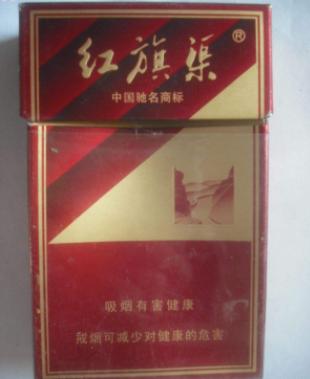 红旗渠®
中国驰名商标
吸烟有害健康
戒烟可减少对健康的危害